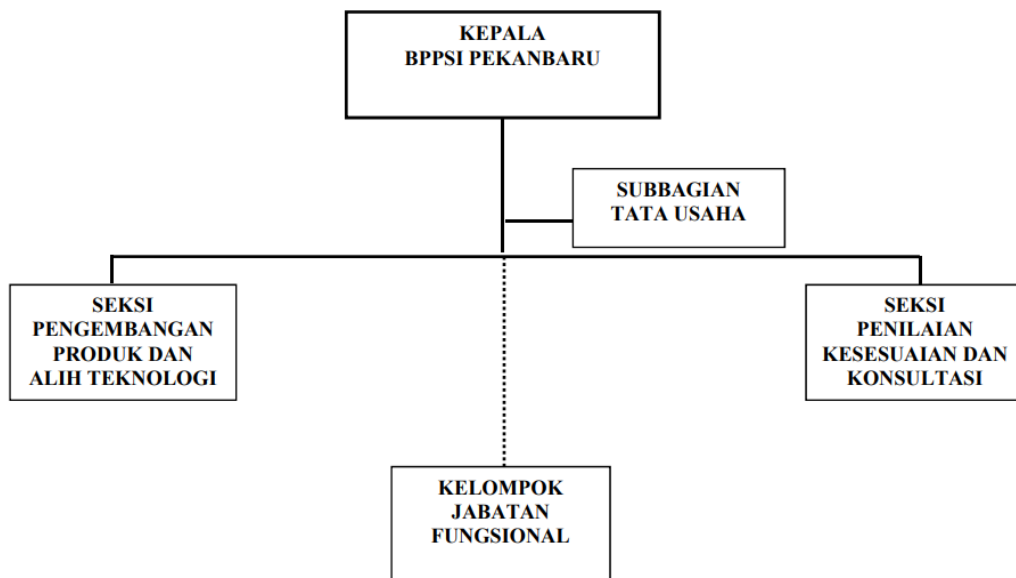 KEPALA
BPPSI PEKANBARU
SUBBAGIAN
TATA USAHA
SEKSI
PENGEMBANGAN
PRODUK DAN
ALIH TEKNOLOGI
SEKSI
PENILAIAN
KESESUAIAN DAN
KONSULTASI
KELOMPOK
JABATAN
FUNGSIONAL